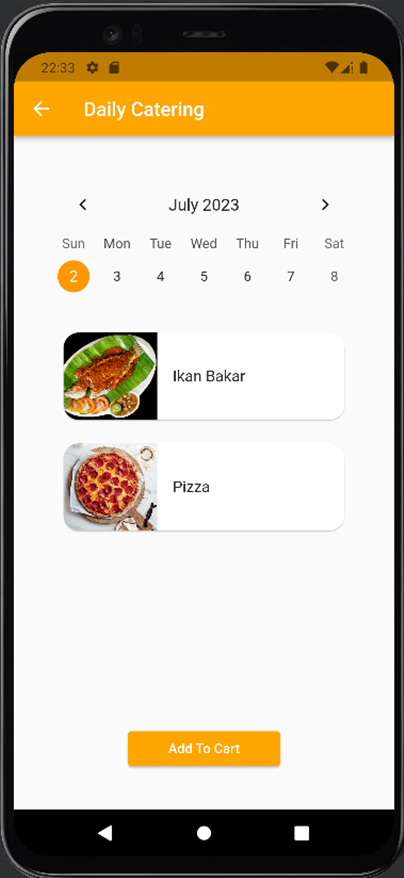 22:33
Daily Catering
July 2023
Sun Mon Tue Wed Thu Fri Sat
2 3 4 5 6 7 8
Ikan Bakar
Pizza
Add To Cart